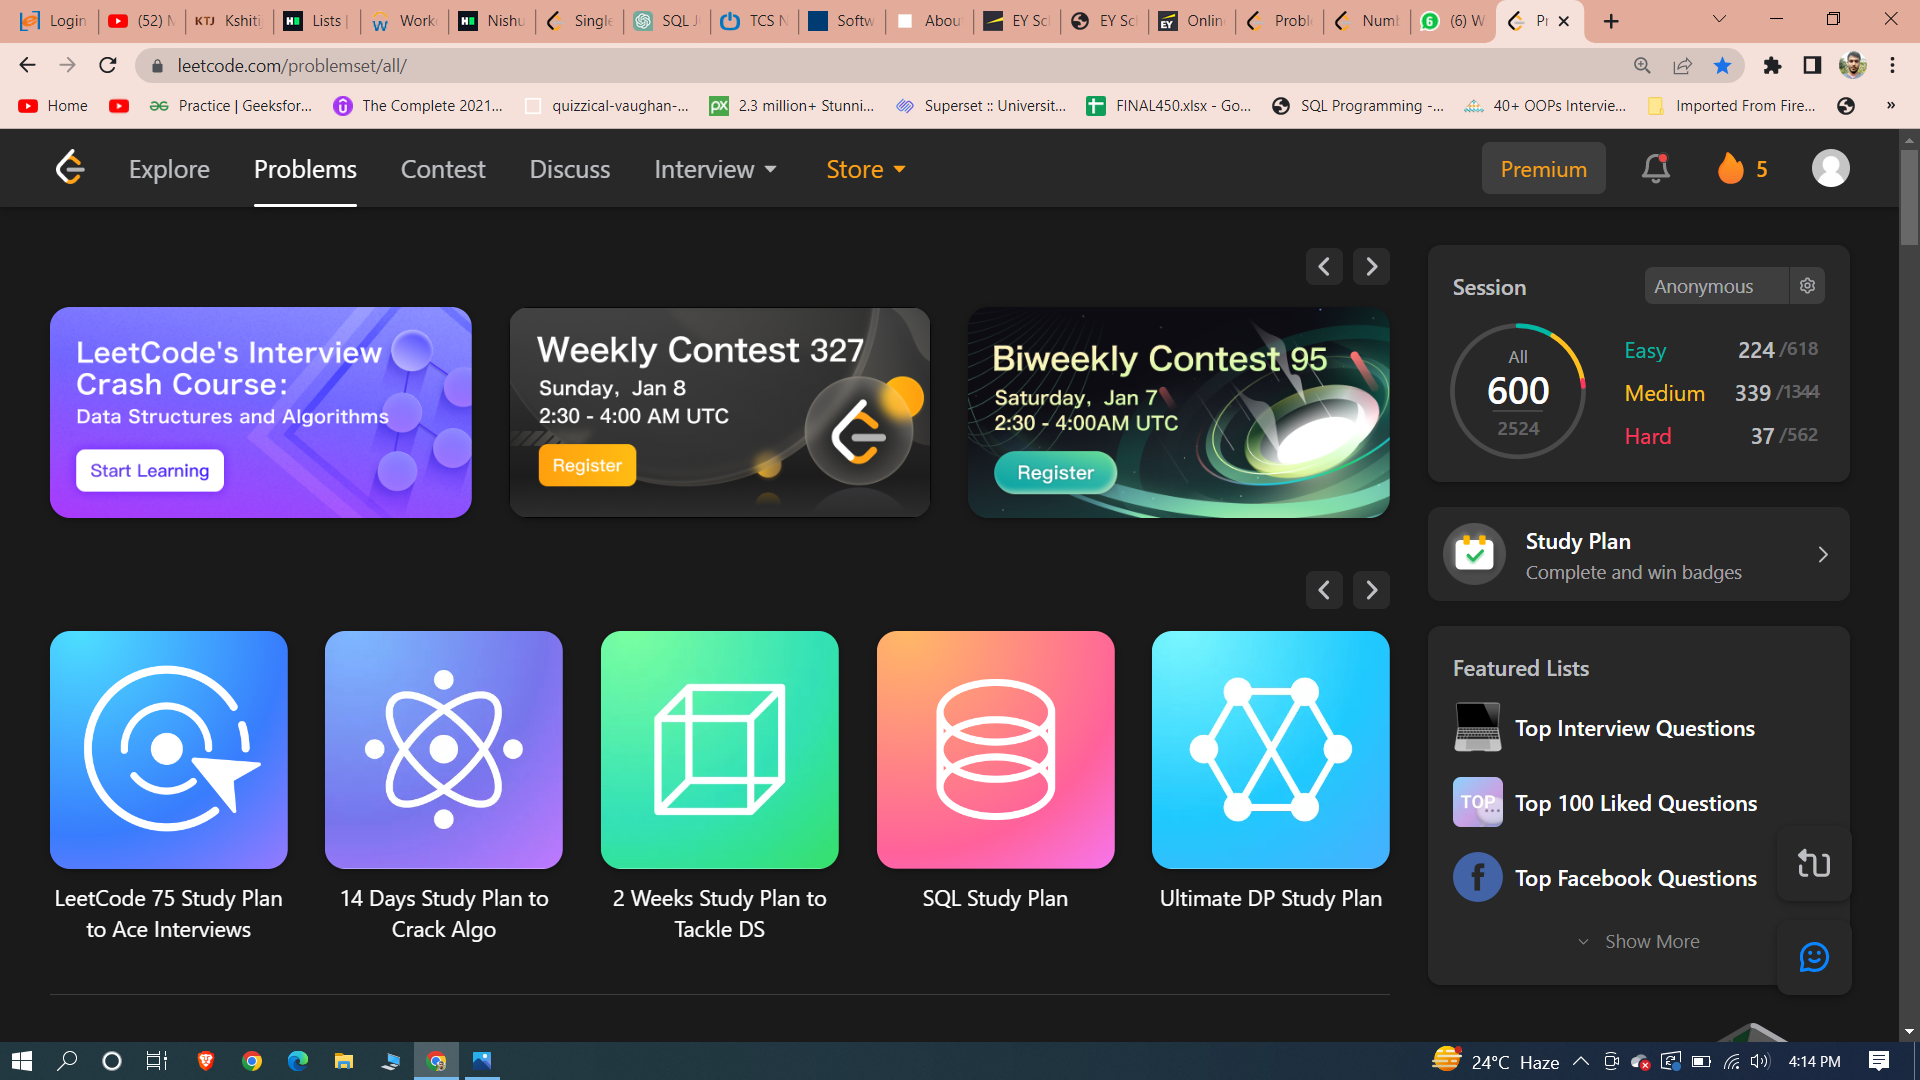 Login
(52) N
KTJ
Kshitij
Lists |
Work
Nishu
Single
SQL J
TCS N
Softw
Abou
EY Sc
EY Sc
EY
Online
Proble
Numb
6
(6) W
Pr
leetcode.com/problemset/all/
Home
Practice | Geeksfor...
The Complete 2021...
quizzical-vaughan-...
px
2.3 million+ Stunni...
Superset :: Universit...
FINAL450.xlsx - Go...
SQL Programming -...
40+ OOPs Intervie...
Imported From Fire...
»
Explore
Problems
Contest
Discuss
Interview
Store
Premium
5
LeetCode's Interview
Crash Course:
Data Structures and Algorithms
Start Learning
Weekly Contest 327
Sunday, Jan 8
2:30 - 4:00 AM UTC
Register
Biweekly Contest 95
Saturday, Jan 7
2:30 - 4:00AM UTC
Register
Session
Anonymous
All
600
2524
Easy 224 /618
Medium 339 /1344
Hard 37 /562
Study Plan
Complete and win badges
LeetCode 75 Study Plan
to Ace Interviews
14 Days Study Plan to
Crack Algo
2 Weeks Study Plan to
Tackle DS
SQL Study Plan
Ultimate DP Study Plan
Featured Lists
Top Interview Questions
TOP
Top 100 Liked Questions
f
Top Facebook Questions
Show More
24°C Haze
4:14 PM